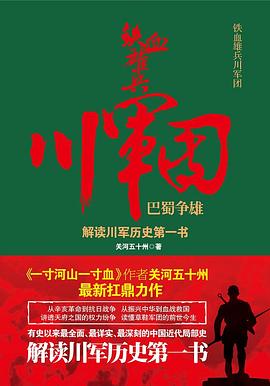 铁血雄兵川军团
铁血雄兵
川軍团
巴蜀争雄
解读川军历史第一书
关河五十州 著
《一寸河山一寸血》作者关河五十州
最新扛鼎力作
从辛亥革命到抗日战争 从振兴中华到血战救国
讲透天府之国的权力纷争 读懂草鞋军团的前世今生
有史以来最全面、最详实、最深刻的中国近代局部史
解读川军历史第一书